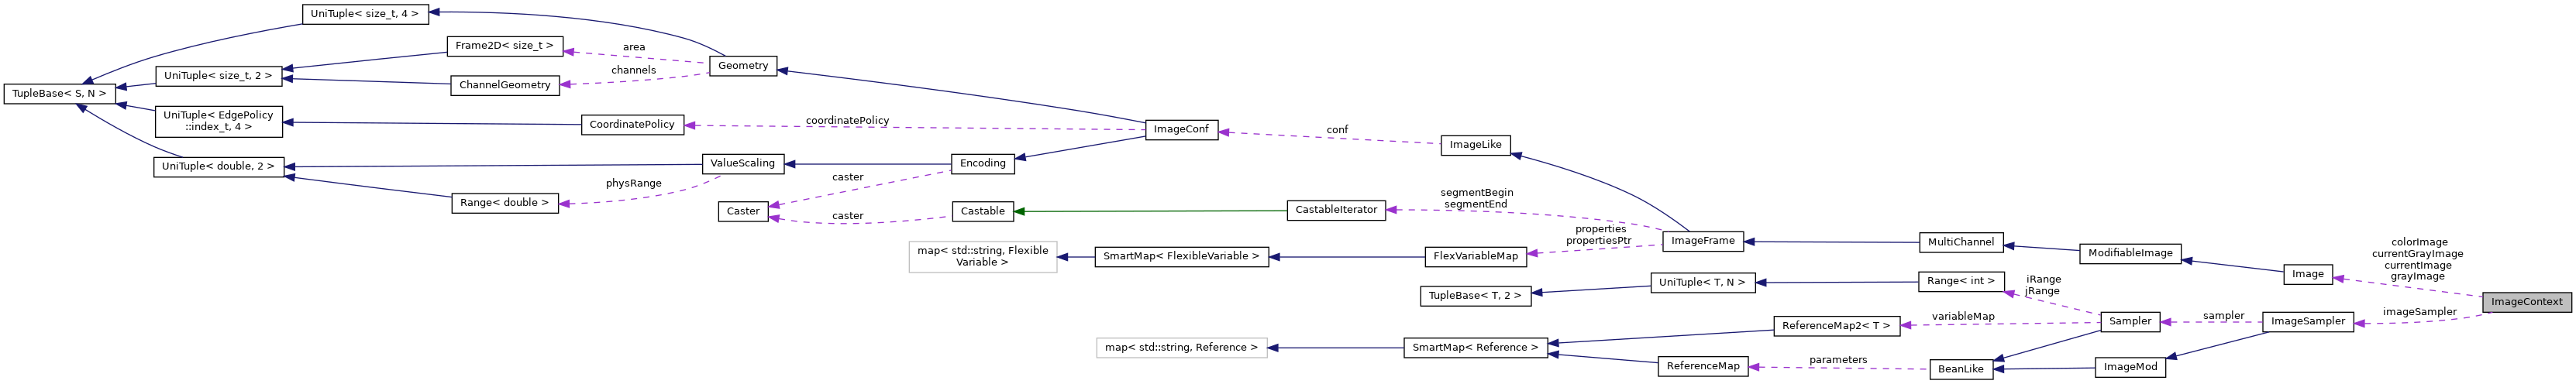 UniTuple< size_t, 4 >
Frame2D< size_t >
area
Geometry
channels
UniTuple< size_t, 2 >
ChannelGeometry
TupleBase< S, N >
UniTuple< EdgePolicy
::index_t, 4 >
CoordinatePolicy
coordinatePolicy
ImageConf
conf
ImageLike
UniTuple< double, 2 >
ValueScaling
Encoding
physRange
caster
Range< double >
Caster
caster
Castable
CastableIterator
segmentBegin
segmentEnd
map< std::string, Flexible
Variable >
SmartMap< FlexibleVariable >
FlexVariableMap
properties
propertiesPtr
ImageFrame
MultiChannel
ModifiableImage
Image
colorImage
currentGrayImage
currentImage
grayImage
ImageContext
TupleBase< T, 2 >
UniTuple< T, N >
Range< int >
iRange
jRange
ReferenceMap2< T >
variableMap
Sampler
sampler
ImageSampler
imageSampler
map< std::string, Reference >
SmartMap< Reference >
ReferenceMap
parameters
BeanLike
ImageMod